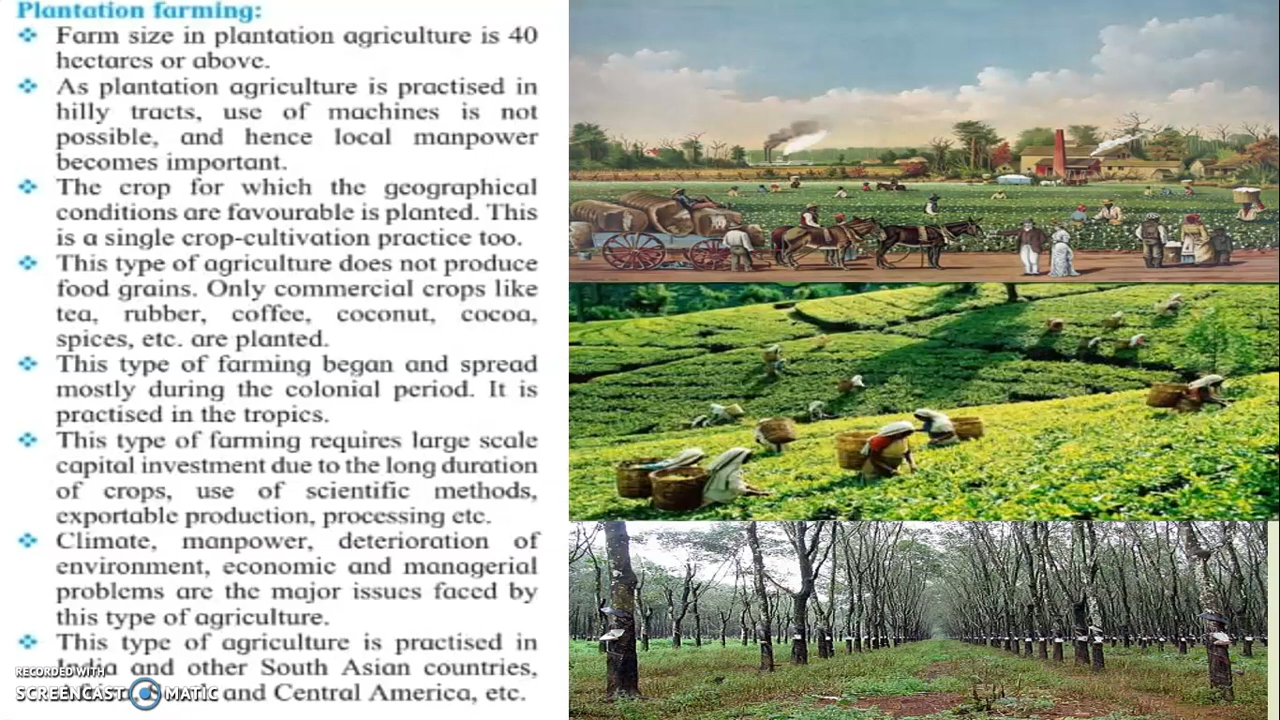 Plantation farming:
❖ Farm size in plantation agriculture is 40
hectares or above.
❖ As plantation agriculture is practised in
hilly tracts, use of machines is not
possible, and hence local manpower
becomes important.
❖ The crop for which the geographical
conditions are favourable is planted. This
is a single crop-cultivation practice too.
❖ This type of agriculture does not produce
food grains. Only commercial crops like
tea, rubber, coffee, coconut, cocoa,
spices, etc. are planted.
❖ This type of farming began and spread
mostly during the colonial period. It is
practised in the tropics.
❖ This type of farming requires large scale
capital investment due to the long duration
of crops, use of scientific methods,
exportable production, processing etc.
❖ Climate, manpower, deterioration of
environment, economic and managerial
problems are the major issues faced by
this type of agriculture.
❖ This type of agriculture is practised in
India and other South Asian countries,
and Central America, etc.
RECORDED WITH
SCREENCAST MATIC